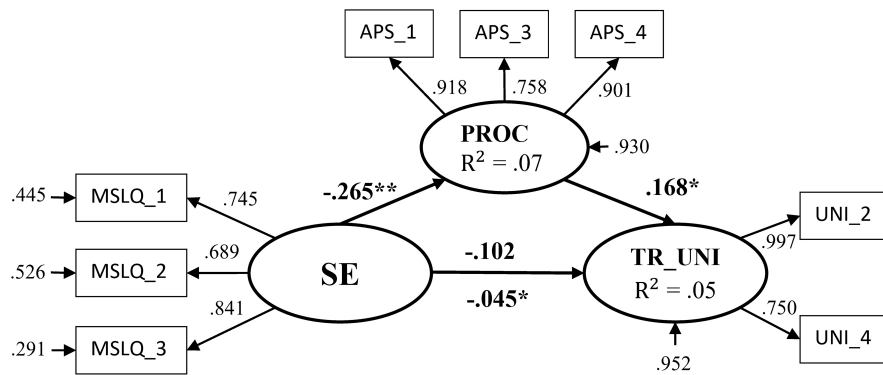 APS_1 APS_3 APS_4
.918 .758 .901
PROC
R² = .07
.930
-.265**
.168*
.445 MSLQ_1 .745
UNI_2
.997
.526 MSLQ_2 .689
SE
-.102
-.045*
TR_UNI
R² = .05
.841
.750
.291 MSLQ_3
UNI_4
.952